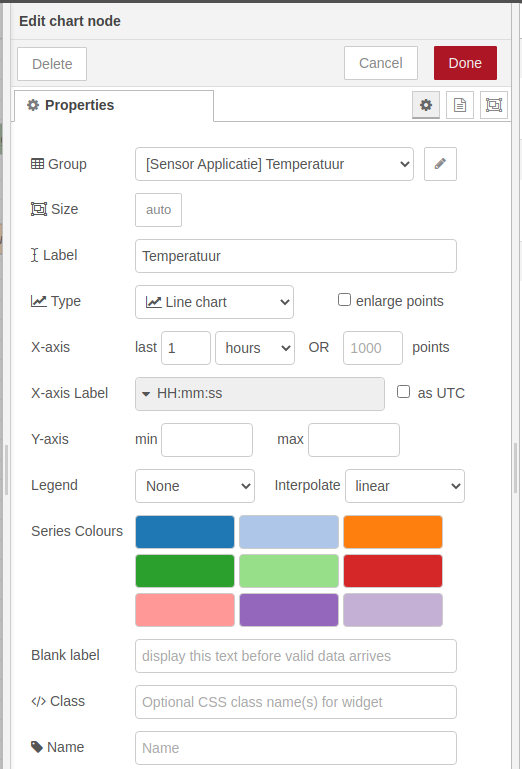 Edit chart node
Delete Cancel Done
Properties
Group [Sensor Applicatie] Temperatuur
Size auto
Label Temperatuur
Type Line chart enlarge points
X-axis last 1 hours OR 1000 points
X-axis Label HH:mm:ss as UTC
Y-axis min max
Legend None Interpolate linear
Series Colours
Blank label display this text before valid data arrives
Class Optional CSS class name(s) for widget
Name Name